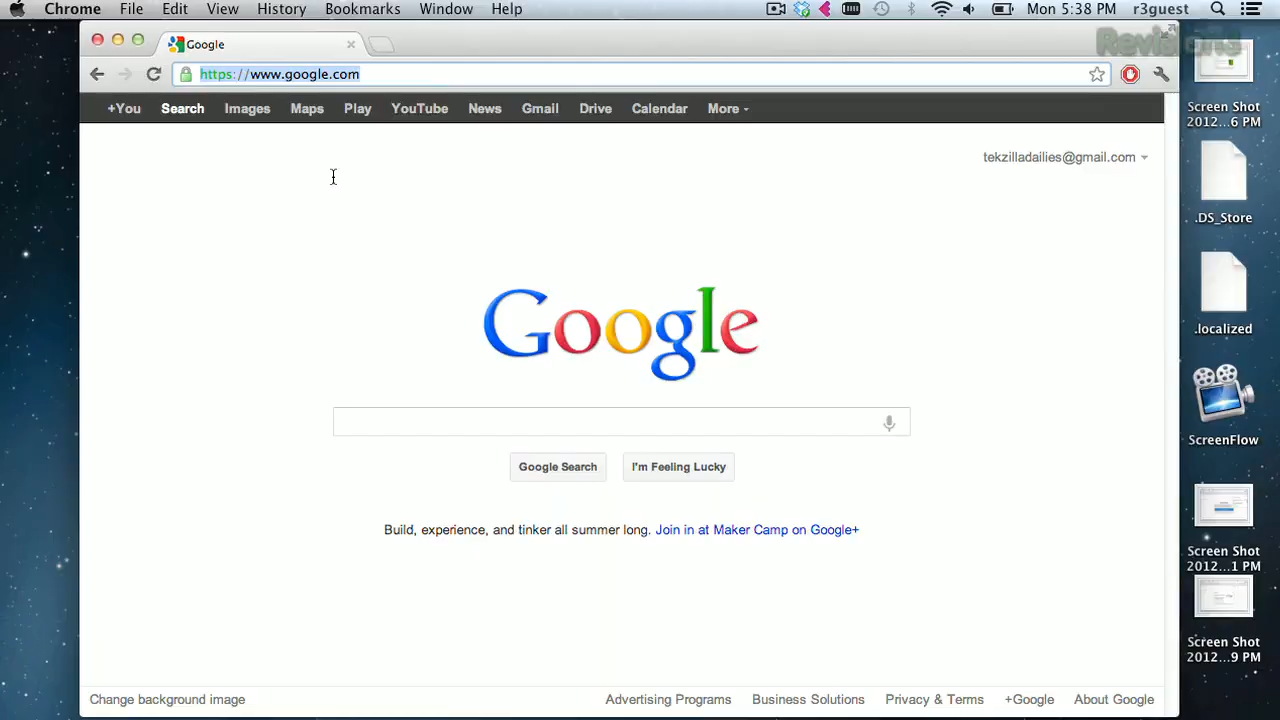 Chrome File Edit View History Bookmarks Window Help Mon 5:38 PM r3guest
Google
https://www.google.com
+You Search Images Maps Play YouTube News Gmail Drive Calendar More
tekzilladailies@gmail.com
Google
Google Search I'm Feeling Lucky
Build, experience, and tinker all summer long. Join in at Maker Camp on Google+
Change background image Advertising Programs Business Solutions Privacy & Terms +Google About Google
Screen Shot
2012...6 PM
.DS_Store
.localized
ScreenFlow
Screen Shot
2012...1 PM
Screen Shot
2012...9 PM